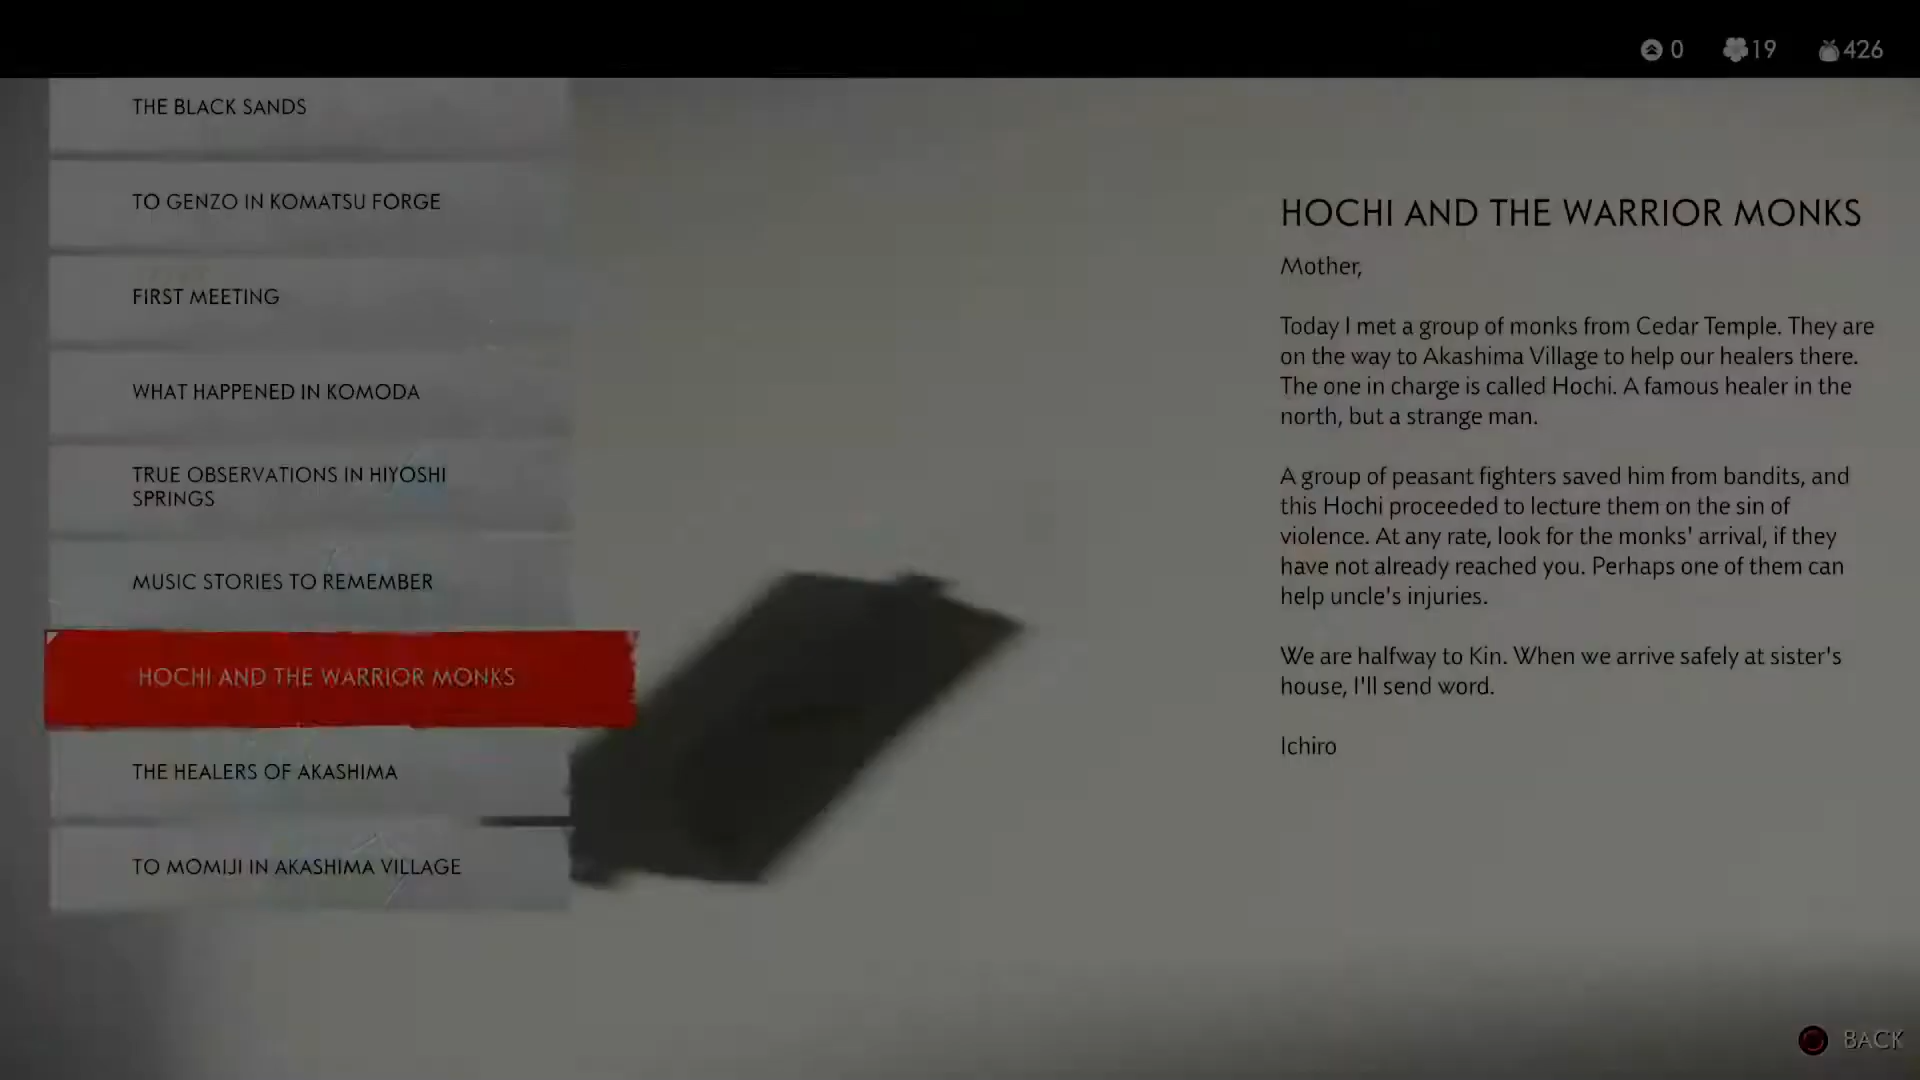 0 19 426
THE BLACK SANDS
TO GENZO IN KOMATSU FORGE
FIRST MEETING
WHAT HAPPENED IN KOMODA
TRUE OBSERVATIONS IN HIYOSHI
SPRINGS
MUSIC STORIES TO REMEMBER
HOCHI AND THE WARRIOR MONKS
THE HEALERS OF AKASHIMA
TO MOMIJI IN AKASHIMA VILLAGE
HOCHI AND THE WARRIOR MONKS
Mother,
Today I met a group of monks from Cedar Temple. They are
on the way to Akashima Village to help our healers there.
The one in charge is called Hochi. A famous healer in the
north, but a strange man.
A group of peasant fighters saved him from bandits, and
this Hochi proceeded to lecture them on the sin of
violence. At any rate, look for the monks' arrival, if they
have not already reached you. Perhaps one of them can
help uncle's injuries.
We are halfway to Kin. When we arrive safely at sister's
house, I'll send word.
Ichiro
BACK